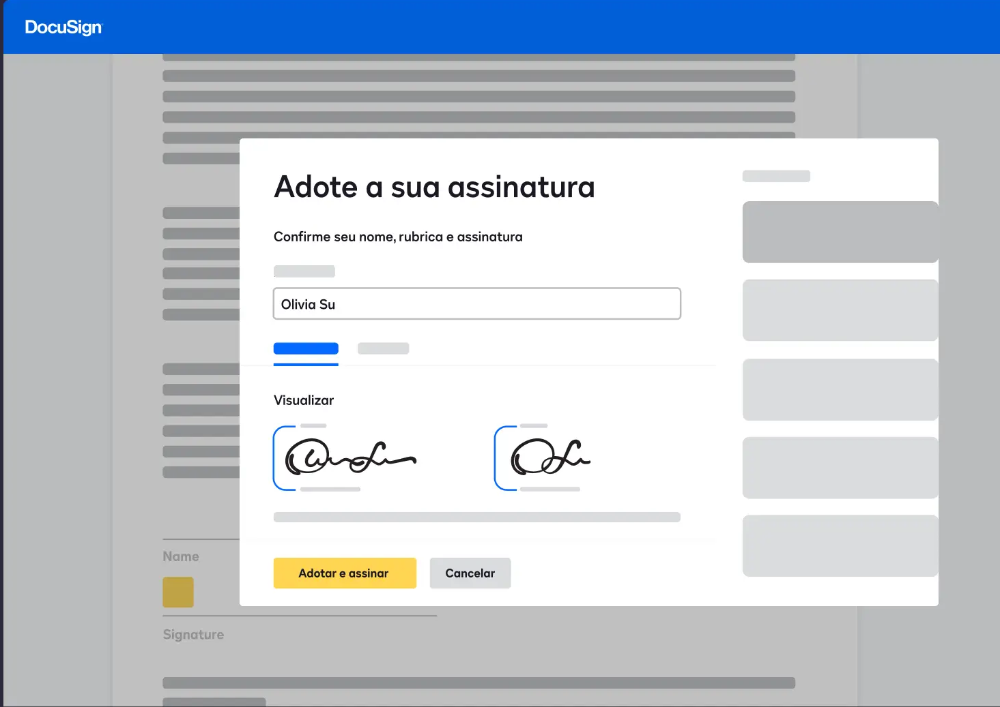 DocuSign
Adote a sua assinatura
Confirme seu nome, rubrica e assinatura
Olivia Su
Visualizar
Adotar e assinar
Cancelar
Name
Signature